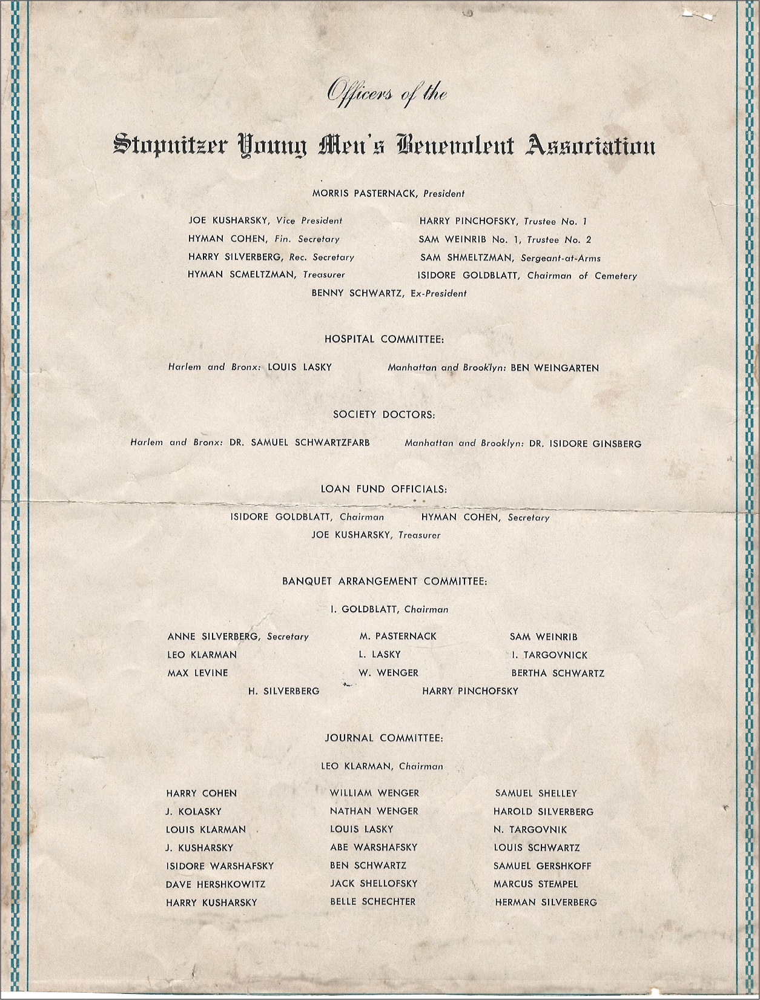 Officers of the
Stopnitzer Young Men's Benevolent Association
MORRIS PASTERNACK, President
JOE KUSHARSKY, Vice President HARRY PINCHOFSKY, Trustee No. 1
HYMAN COHEN, Fin. Secretary SAM WEINRIB No. 1, Trustee No. 2
HARRY SILVERBERG, Rec. Secretary SAM SHMELTZMAN, Sergeant-at-Arms
HYMAN SCMELTZMAN, Treasurer ISIDORE GOLDBLATT, Chairman of Cemetery
BENNY SCHWARTZ, Ex-President
HOSPITAL COMMITTEE:
Harlem and Bronx: LOUIS LASKY Manhattan and Brooklyn: BEN WEINGARTEN
SOCIETY DOCTORS:
Harlem and Bronx: DR. SAMUEL SCHWARTZFARB Manhattan and Brooklyn: DR. ISIDORE GINSBERG
LOAN FUND OFFICIALS:
ISIDORE GOLDBLATT, Chairman HYMAN COHEN, Secretary
JOE KUSHARSKY, Treasurer
BANQUET ARRANGEMENT COMMITTEE:
I. GOLDBLATT, Chairman
ANNE SILVERBERG, Secretary M. PASTERNACK SAM WEINRIB
LEO KLARMAN L. LASKY I. TARGOVNICK
MAX LEVINE W. WENGER BERTHA SCHWARTZ
H. SILVERBERG HARRY PINCHOFSKY
JOURNAL COMMITTEE:
LEO KLARMAN, Chairman
HARRY COHEN WILLIAM WENGER SAMUEL SHELLEY
J. KOLASKY NATHAN WENGER HAROLD SILVERBERG
LOUIS KLARMAN LOUIS LASKY N. TARGOVNIK
J. KUSHARSKY ABE WARSHAFSKY LOUIS SCHWARTZ
ISIDORE WARSHAFSKY BEN SCHWARTZ SAMUEL GERSHKOFF
DAVE HERSHKOWITZ JACK SHELLOFSKY MARCUS STEMPEL
HARRY KUSHARSKY BELLE SCHECHTER HERMAN SILVERBERG